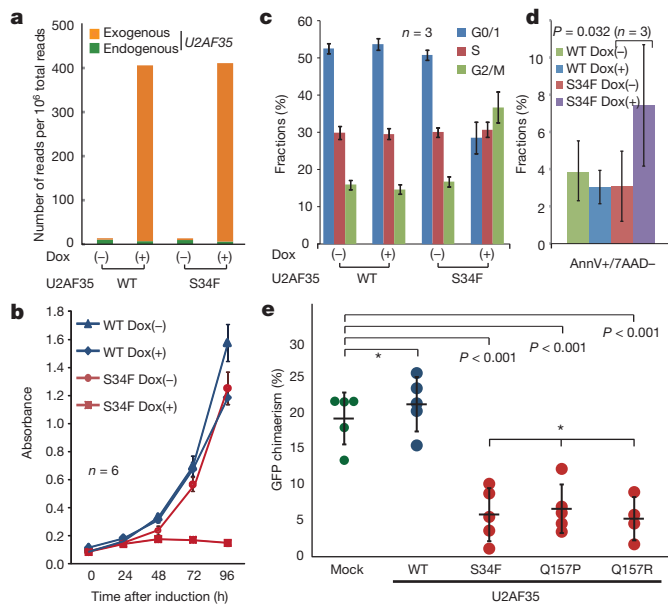 a
Exogenous
Endogenous
U2AF35
Number of reads per 10⁶ total reads
500
400
300
200
100
0
Dox (–) (+) (–) (+)
U2AF35 WT S34F
b
WT Dox(–)
WT Dox(+)
S34F Dox(–)
S34F Dox(+)
Absorbance
1.8
1.6
1.4
1.2
1.0
0.8
0.6
0.4
0.2
0
n = 6
0 24 48 72 96
Time after induction (h)
c
n = 3
G0/1
S
G2/M
Fractions (%)
60
50
40
30
20
10
0
Dox (–) (+) (–) (+)
U2AF35 WT S34F
d
P = 0.032 (n = 3)
WT Dox(–)
WT Dox(+)
S34F Dox(–)
S34F Dox(+)
Fractions (%)
10
8
6
4
2
0
AnnV+/7AAD–
e
P < 0.001
P < 0.001
P < 0.001
*
*
GFP chimaerism (%)
30
25
20
15
10
5
0
Mock WT S34F Q157P Q157R
U2AF35